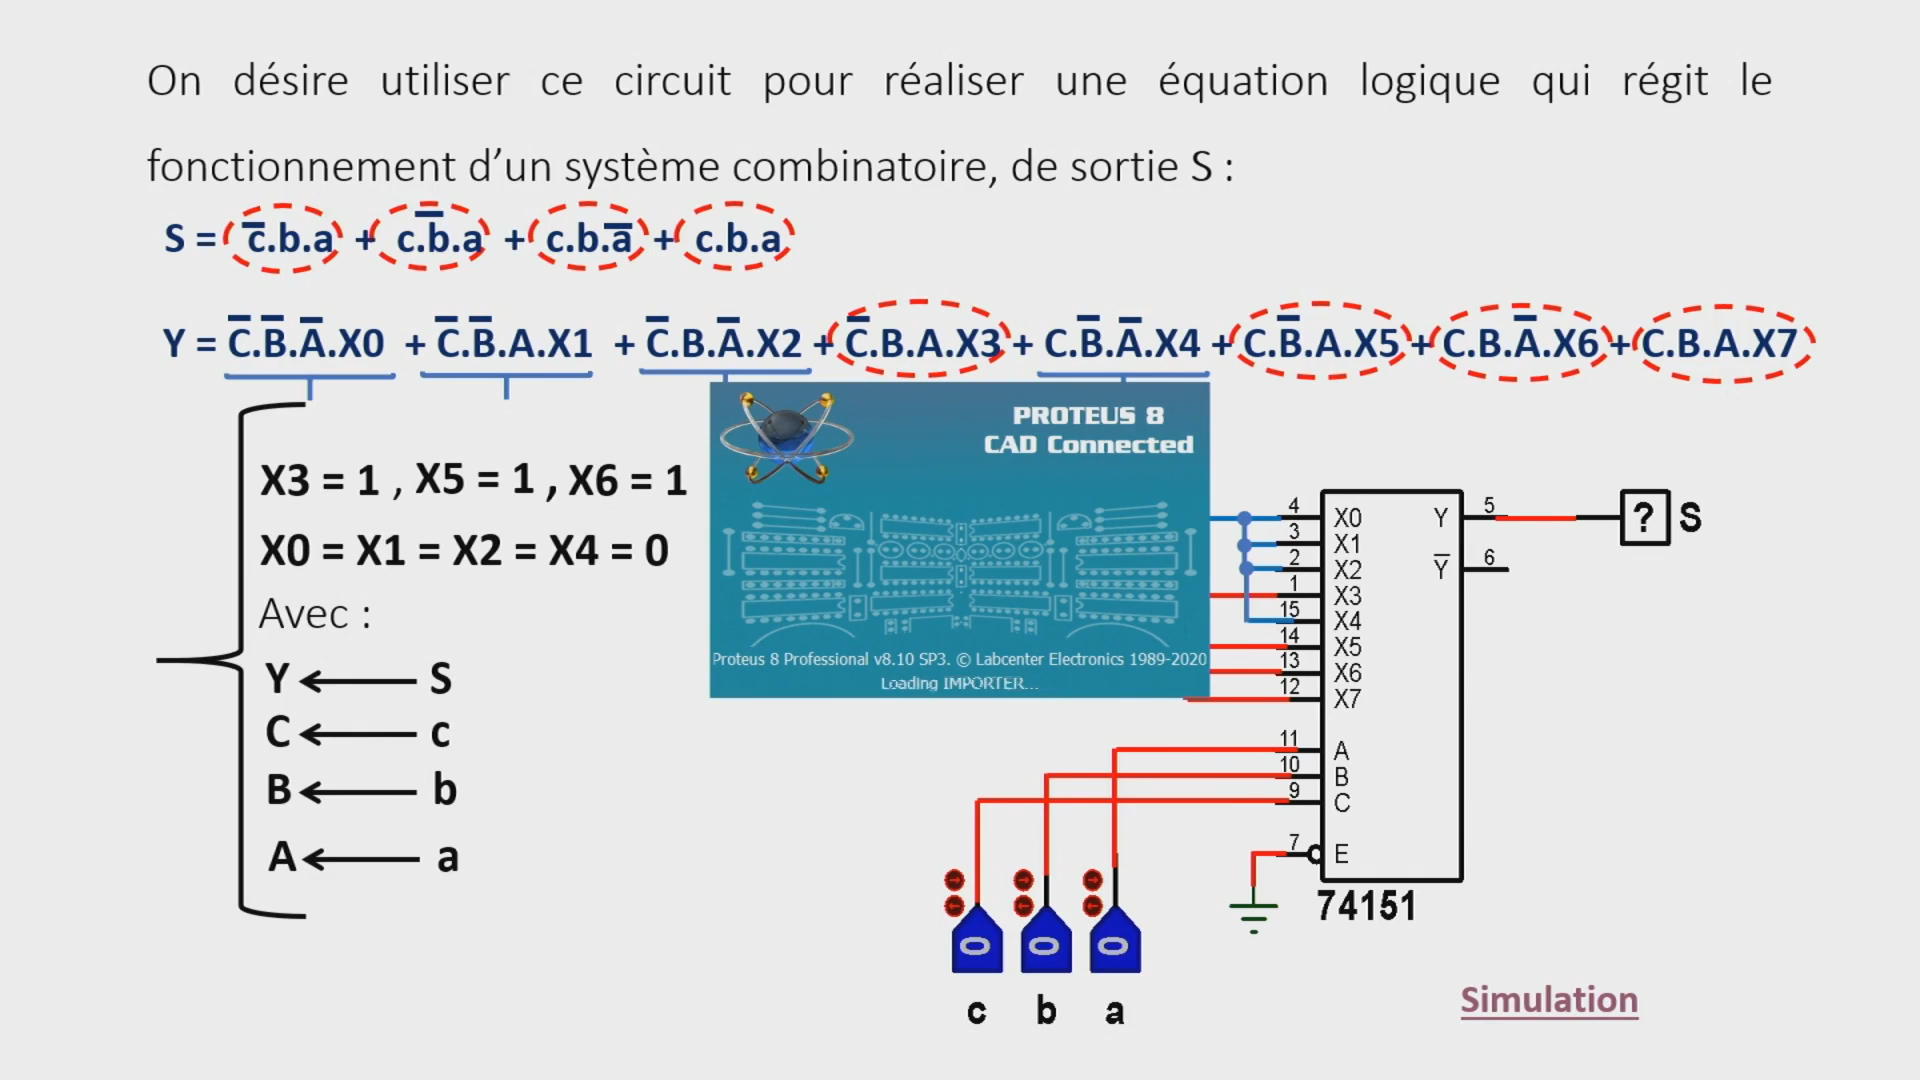 On désire utiliser ce circuit pour réaliser une équation logique qui régit le
fonctionnement d’un système combinatoire, de sortie S :
S = c̅.b.a + c.b̅.a + c.b.a̅ + c.b.a
Y = C̅.B̅.A̅.X0 + C̅.B̅.A.X1 + C̅.B.A̅.X2 + C̅.B.A.X3 + C.B̅.A̅.X4 + C.B̅.A.X5 + C.B.A̅.X6 + C.B.A.X7
X3 = 1 , X5 = 1 , X6 = 1
X0 = X1 = X2 = X4 = 0
Avec :
Y ← S
C ← c
B ← b
A ← a
PROTEUS 8
CAD Connected
Proteus 8 Professional v8.10 SP3. © Labcenter Electronics 1989-2020
Loading IMPORTER...
4 X0 Y 5 ? S
3 X1
2 X2 Y̅ 6
1 X3
15 X4
14 X5
13 X6
12 X7
11 A
10 B
9 C
7 E
74151
0 0 0
c b a
Simulation